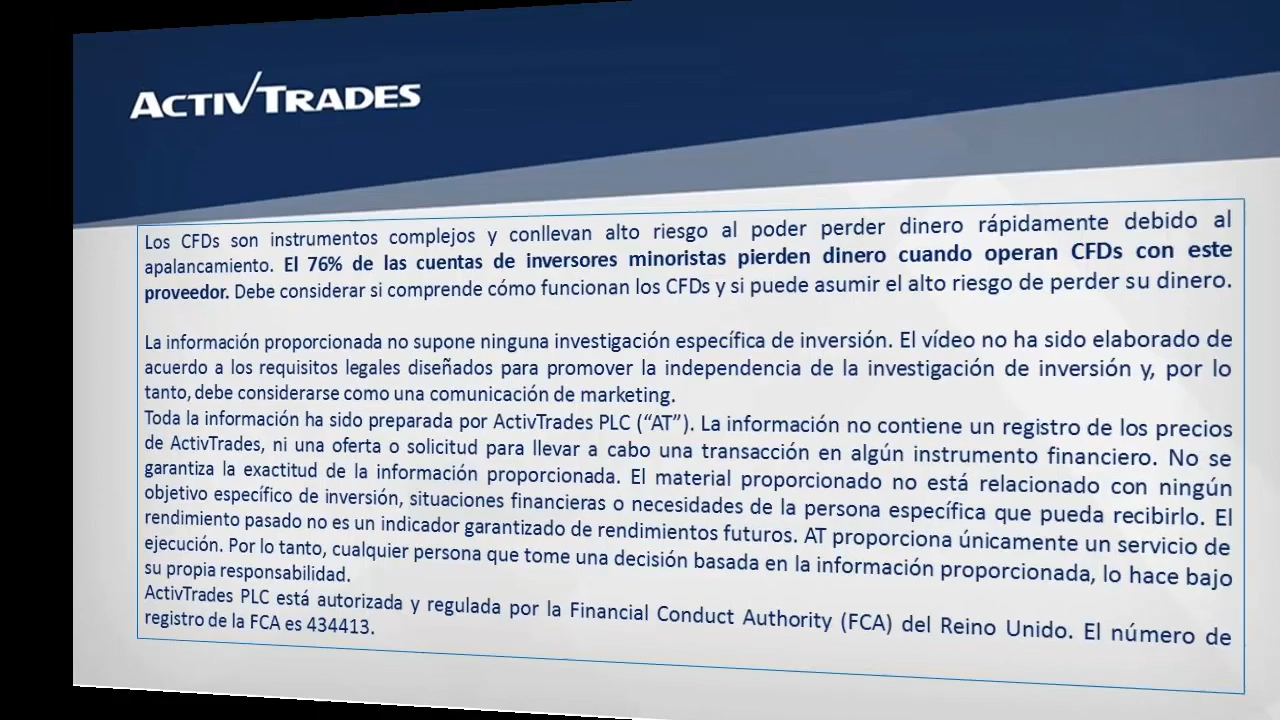 ACTIVTRADES
Los CFDs son instrumentos complejos y conllevan alto riesgo al poder perder dinero rápidamente debido al
apalancamiento. El 76% de las cuentas de inversores minoristas pierden dinero cuando operan CFDs con este
proveedor. Debe considerar si comprende cómo funcionan los CFDs y si puede asumir el alto riesgo de perder su dinero.
La información proporcionada no supone ninguna investigación específica de inversión. El vídeo no ha sido elaborado de
acuerdo a los requisitos legales diseñados para promover la independencia de la investigación de inversión y, por lo
tanto, debe considerarse como una comunicación de marketing.
Toda la información ha sido preparada por ActivTrades PLC (“AT”). La información no contiene un registro de los precios
de ActivTrades, ni una oferta o solicitud para llevar a cabo una transacción en algún instrumento financiero. No se
garantiza la exactitud de la información proporcionada. El material proporcionado no está relacionado con ningún
objetivo específico de inversión, situaciones financieras o necesidades de la persona específica que pueda recibirlo. El
rendimiento pasado no es un indicador garantizado de rendimientos futuros. AT proporciona únicamente un servicio de
ejecución. Por lo tanto, cualquier persona que tome una decisión basada en la información proporcionada, lo hace bajo
su propia responsabilidad.
ActivTrades PLC está autorizada y regulada por la Financial Conduct Authority (FCA) del Reino Unido. El número de
registro de la FCA es 434413.